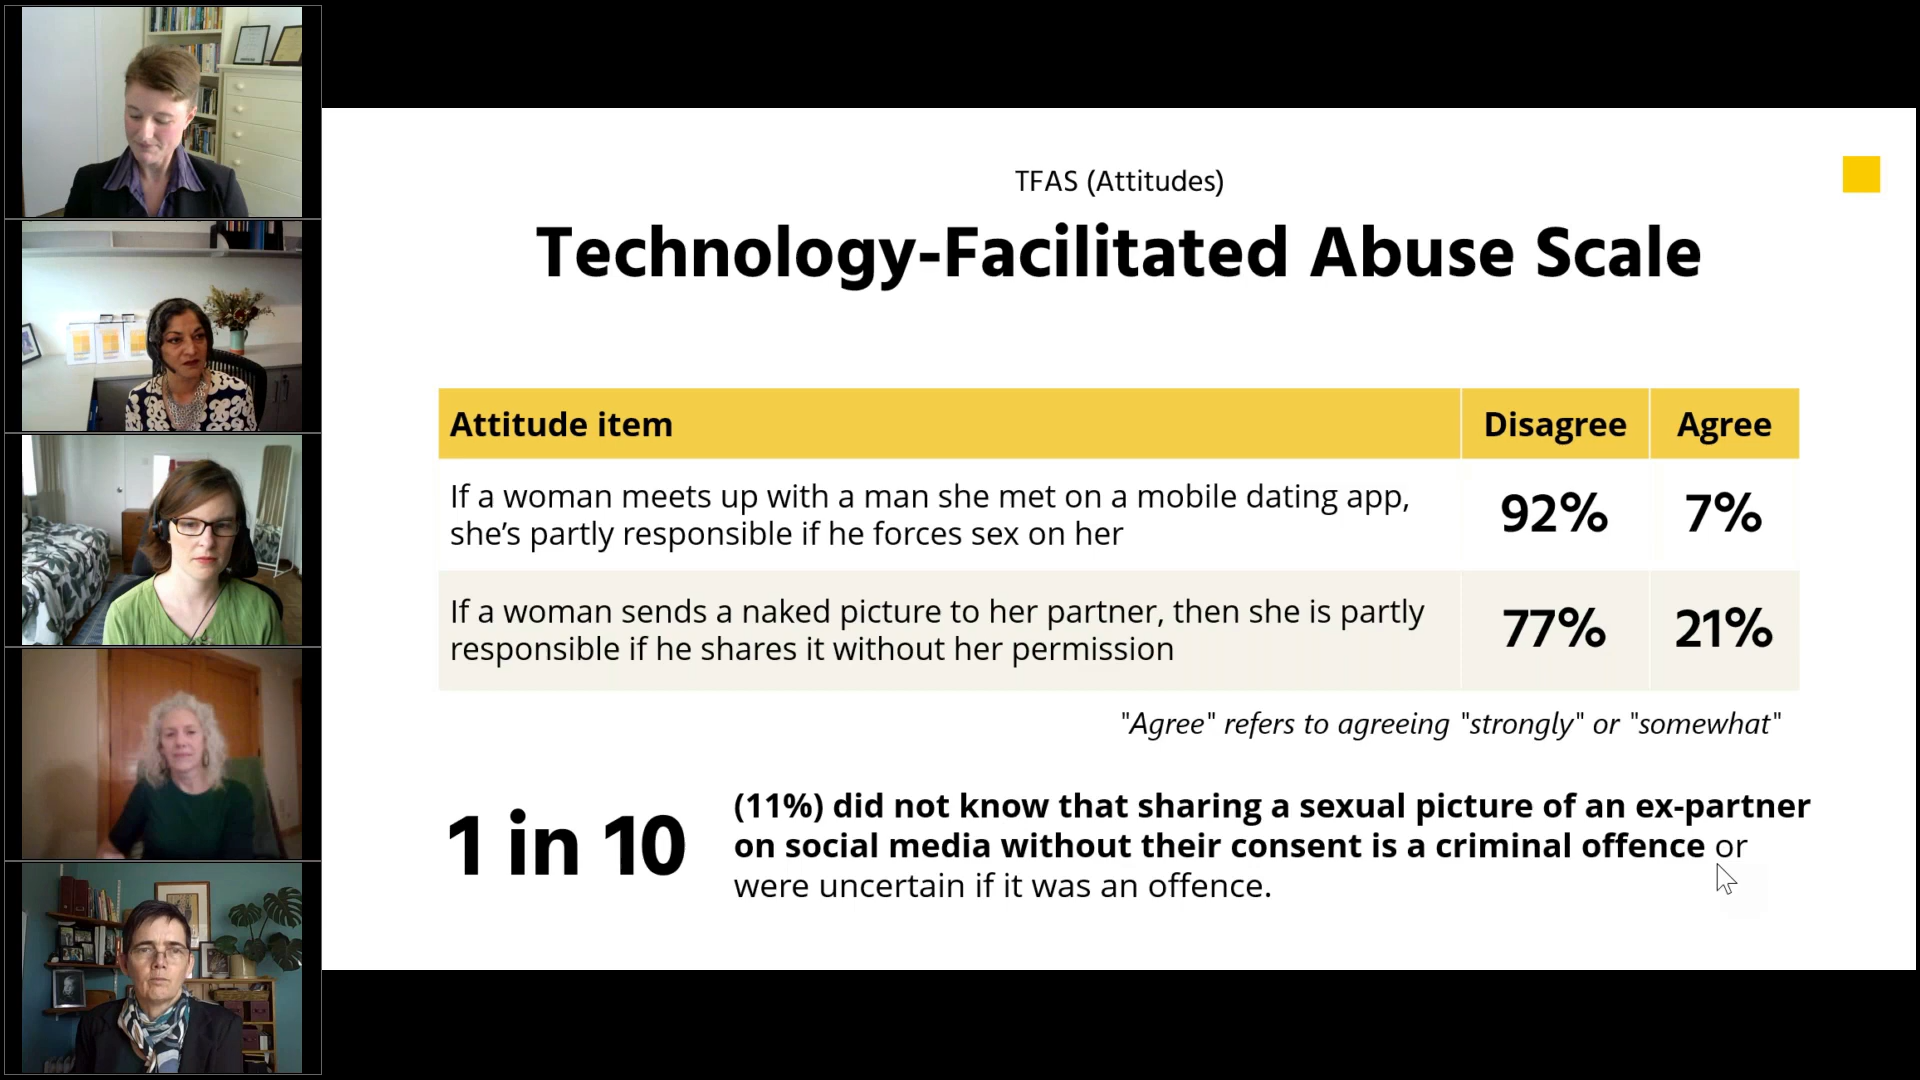 TFAS (Attitudes)
Technology-Facilitated Abuse Scale
Attitude item
Disagree
Agree
If a woman meets up with a man she met on a mobile dating app,
she’s partly responsible if he forces sex on her
92%
7%
If a woman sends a naked picture to her partner, then she is partly
responsible if he shares it without her permission
77%
21%
"Agree" refers to agreeing "strongly" or "somewhat"
1 in 10
(11%) did not know that sharing a sexual picture of an ex-partner
on social media without their consent is a criminal offence or
were uncertain if it was an offence.